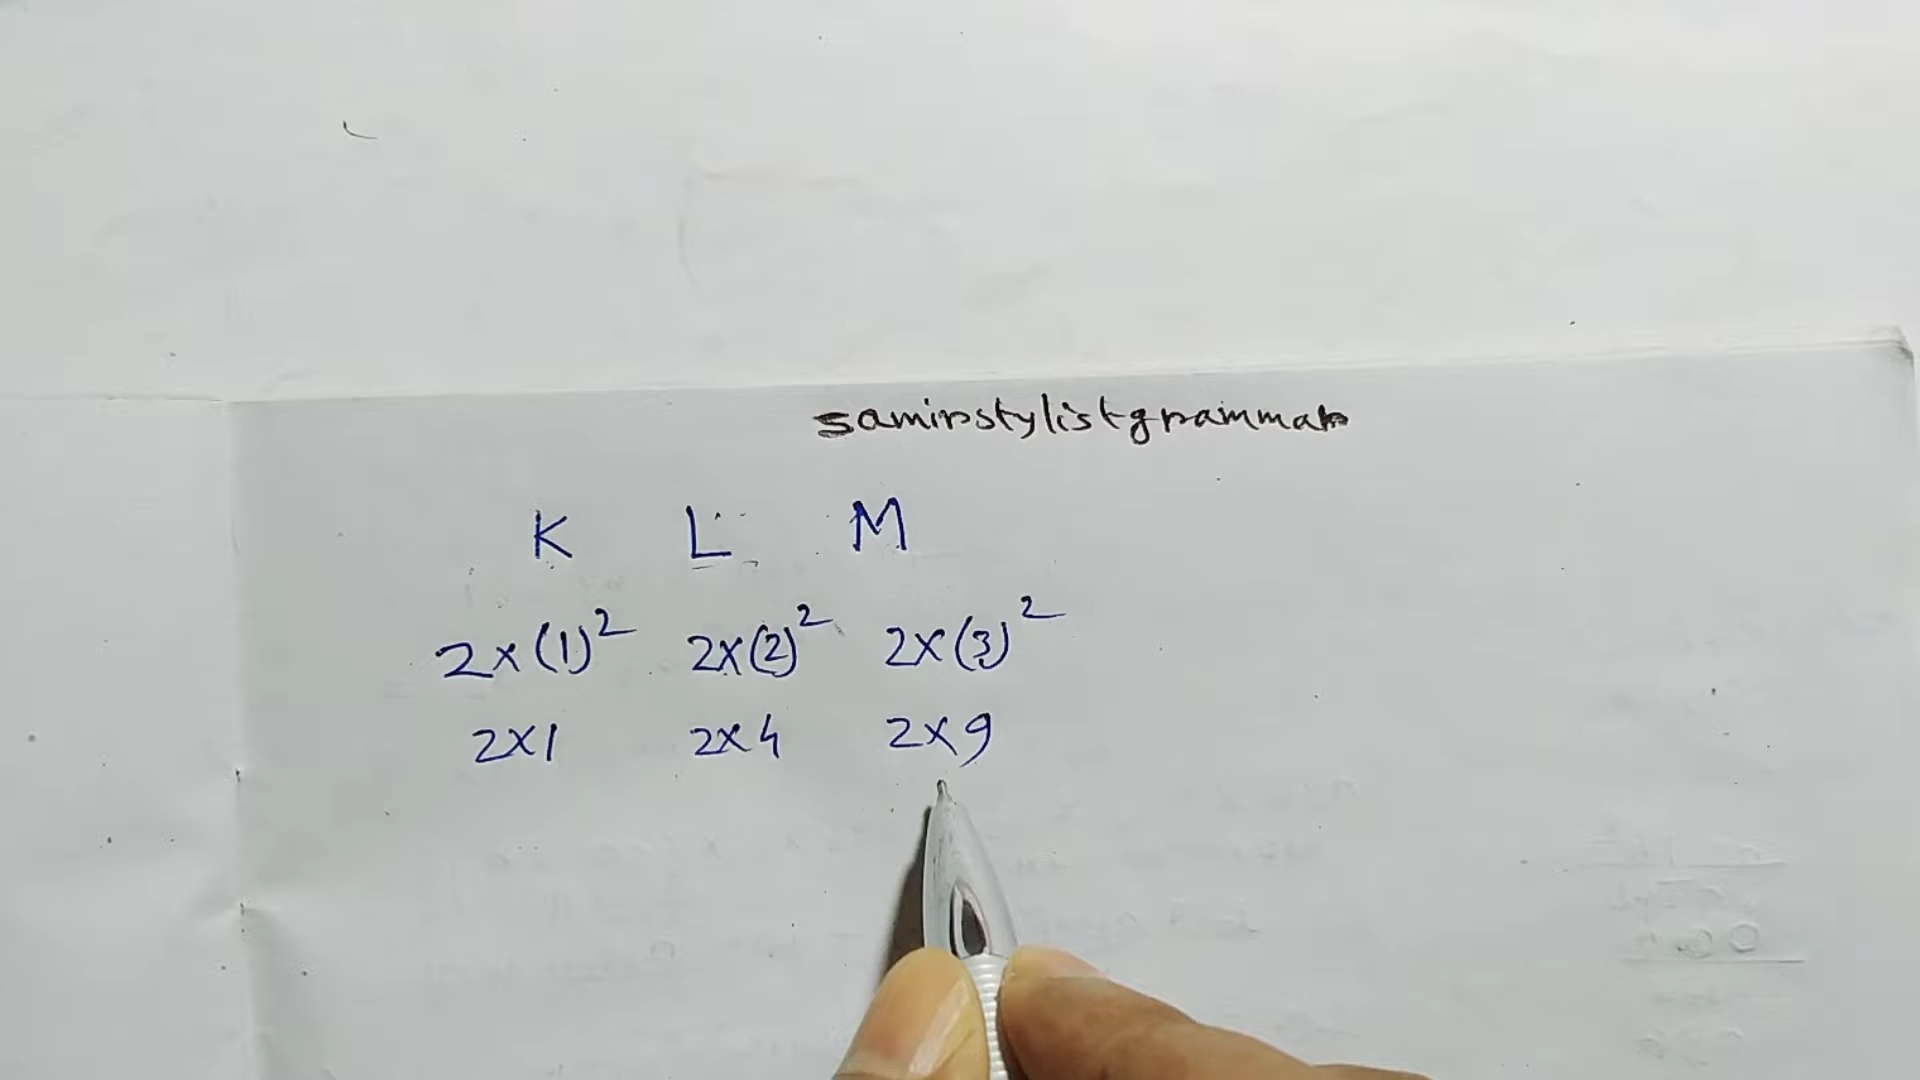 samirstylistgrammar
K L M
2x(1)² 2x(2)² 2x(3)²
2x1 2x4 2x9